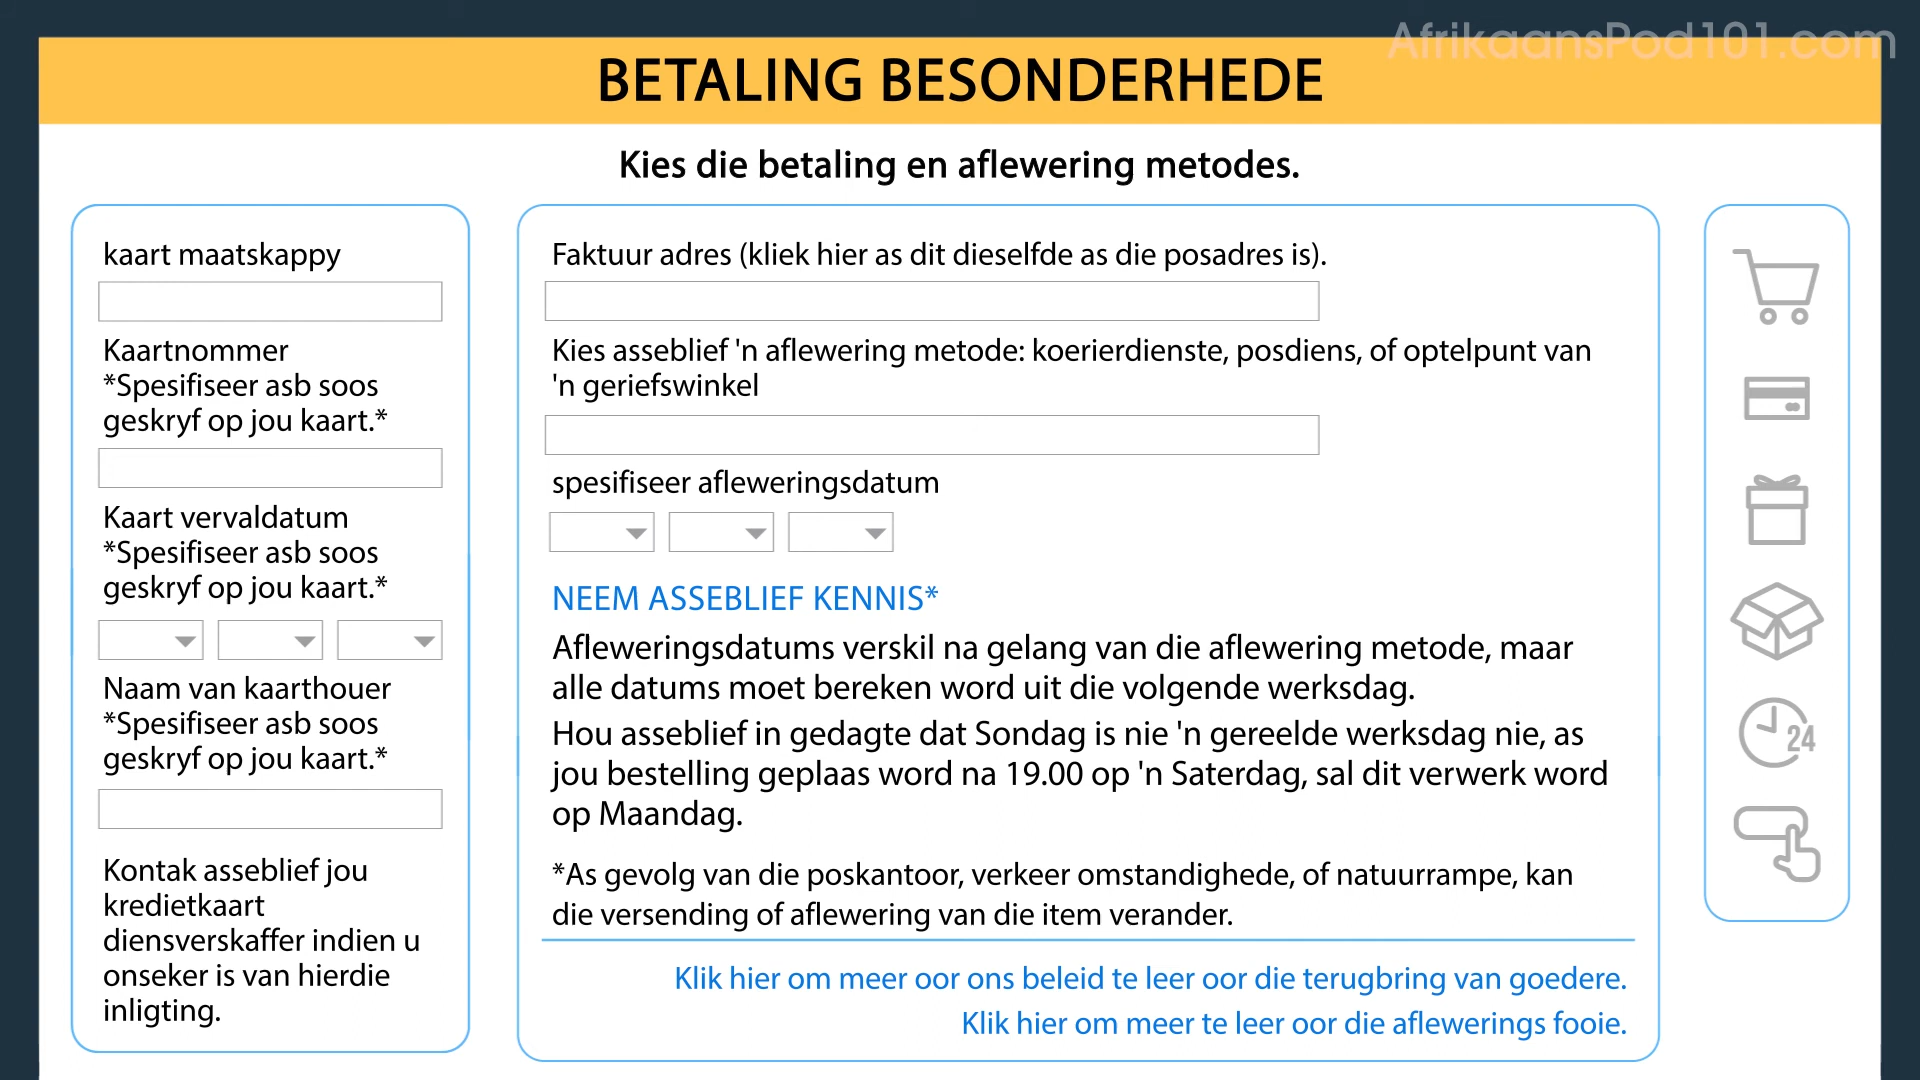 AfrikaansPod101.com
BETALING BESONDERHEDE
Kies die betaling en aflewering metodes.
kaart maatskappy
Kaartnommer
*Spesifiseer asb soos
geskryf op jou kaart.*
Kaart vervaldatum
*Spesifiseer asb soos
geskryf op jou kaart.*
Naam van kaarthouer
*Spesifiseer asb soos
geskryf op jou kaart.*
Kontak asseblief jou
kredietkaart
diensverskaffer indien u
onseker is van hierdie
inligting.
Faktuur adres (kliek hier as dit dieselfde as die posadres is).
Kies asseblief 'n aflewering metode: koerierdienste, posdiens, of optelpunt van
'n geriefswinkel
spesifiseer afleweringsdatum
NEEM ASSEBLIEF KENNIS*
Afleweringsdatums verskil na gelang van die aflewering metode, maar
alle datums moet bereken word uit die volgende werksdag.
Hou asseblief in gedagte dat Sondag is nie 'n gereelde werksdag nie, as
jou bestelling geplaas word na 19.00 op 'n Saterdag, sal dit verwerk word
op Maandag.
*As gevolg van die poskantoor, verkeer omstandighede, of natuurrampe, kan
die versending of aflewering van die item verander.
Klik hier om meer oor ons beleid te leer oor die terugbring van goedere.
Klik hier om meer te leer oor die aflewerings fooie.
24